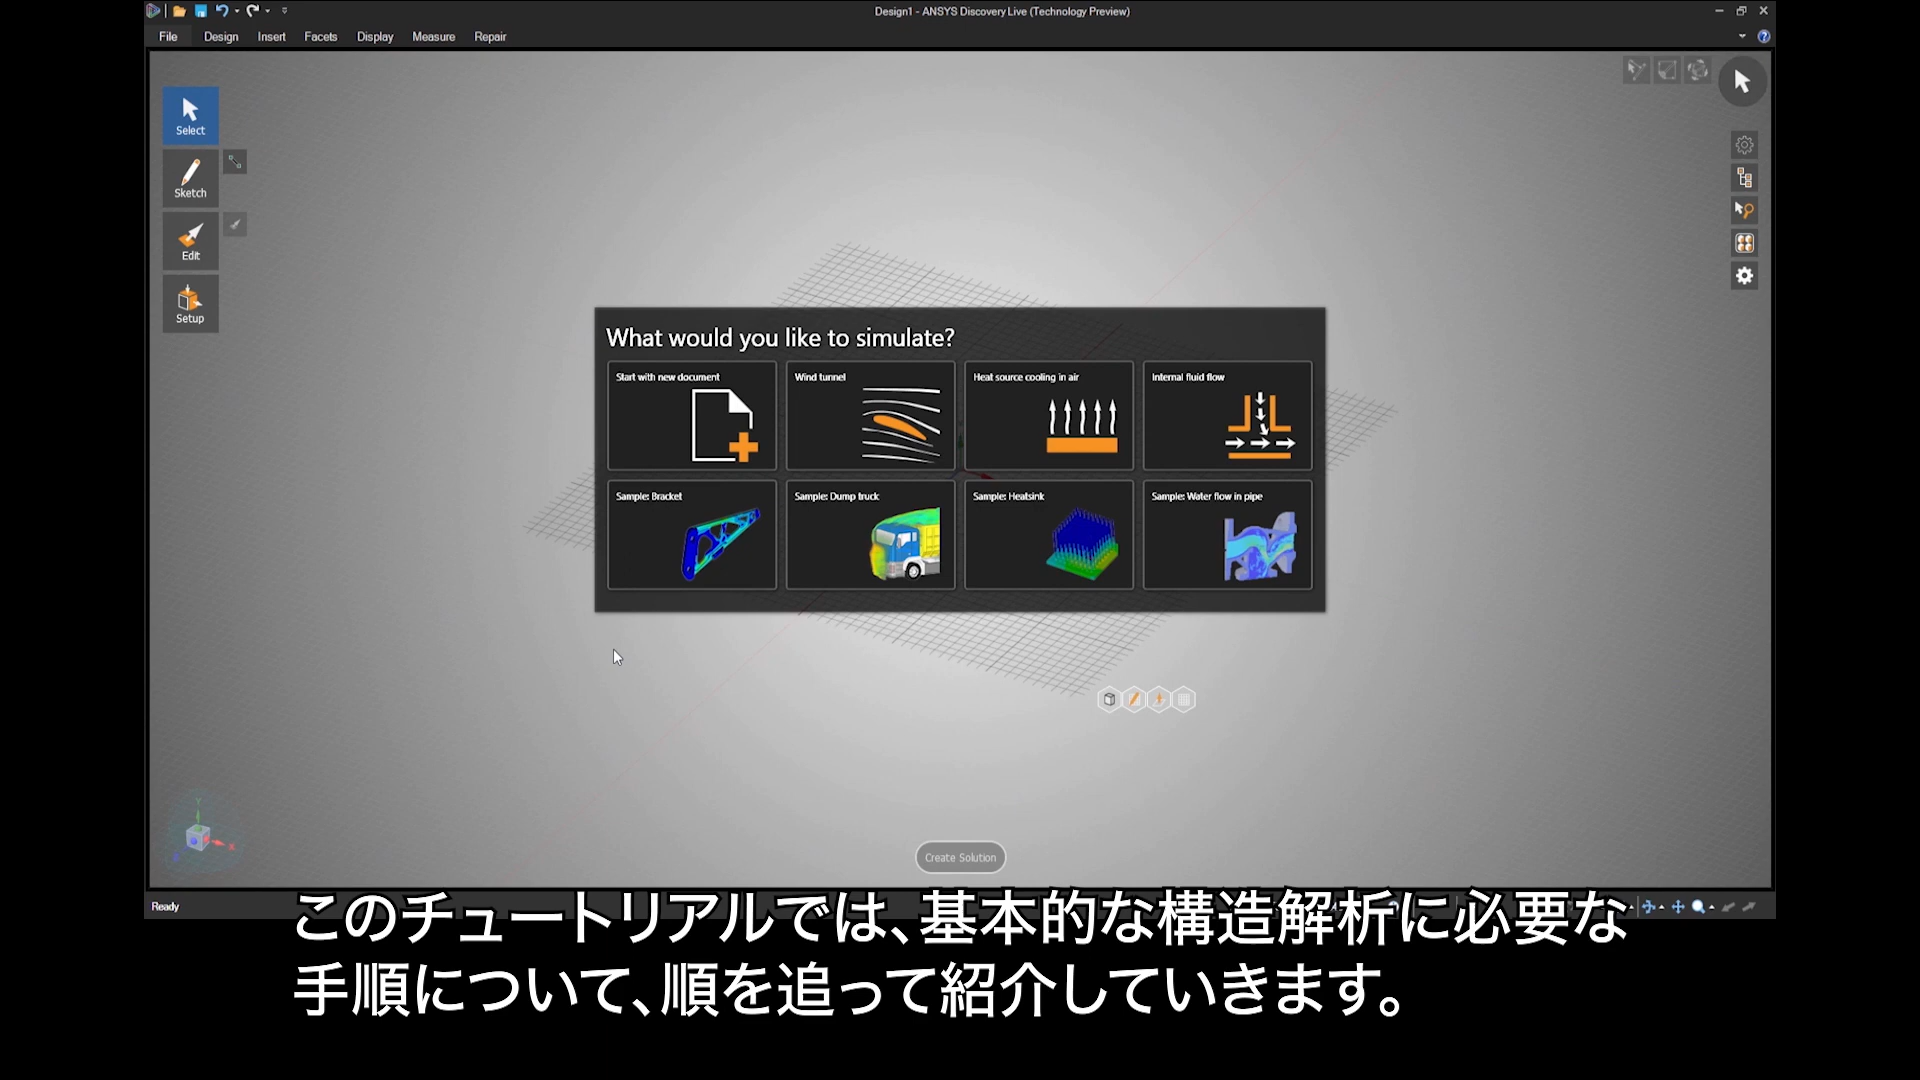 Design1 - ANSYS Discovery Live (Technology Preview)
File Design Insert Facets Display Measure Repair
Select
Sketch
Edit
Setup
What would you like to simulate?
Start with new document
Wind tunnel
Heat source cooling in air
Internal fluid flow
Sample: Bracket
Sample: Dump truck
Sample: Heatsink
Sample: Water flow in pipe
Y
X
Z
Create Solution
Ready
このチュートリアルでは、基本的な構造解析に必要な
手順について、順を追って紹介していきます。